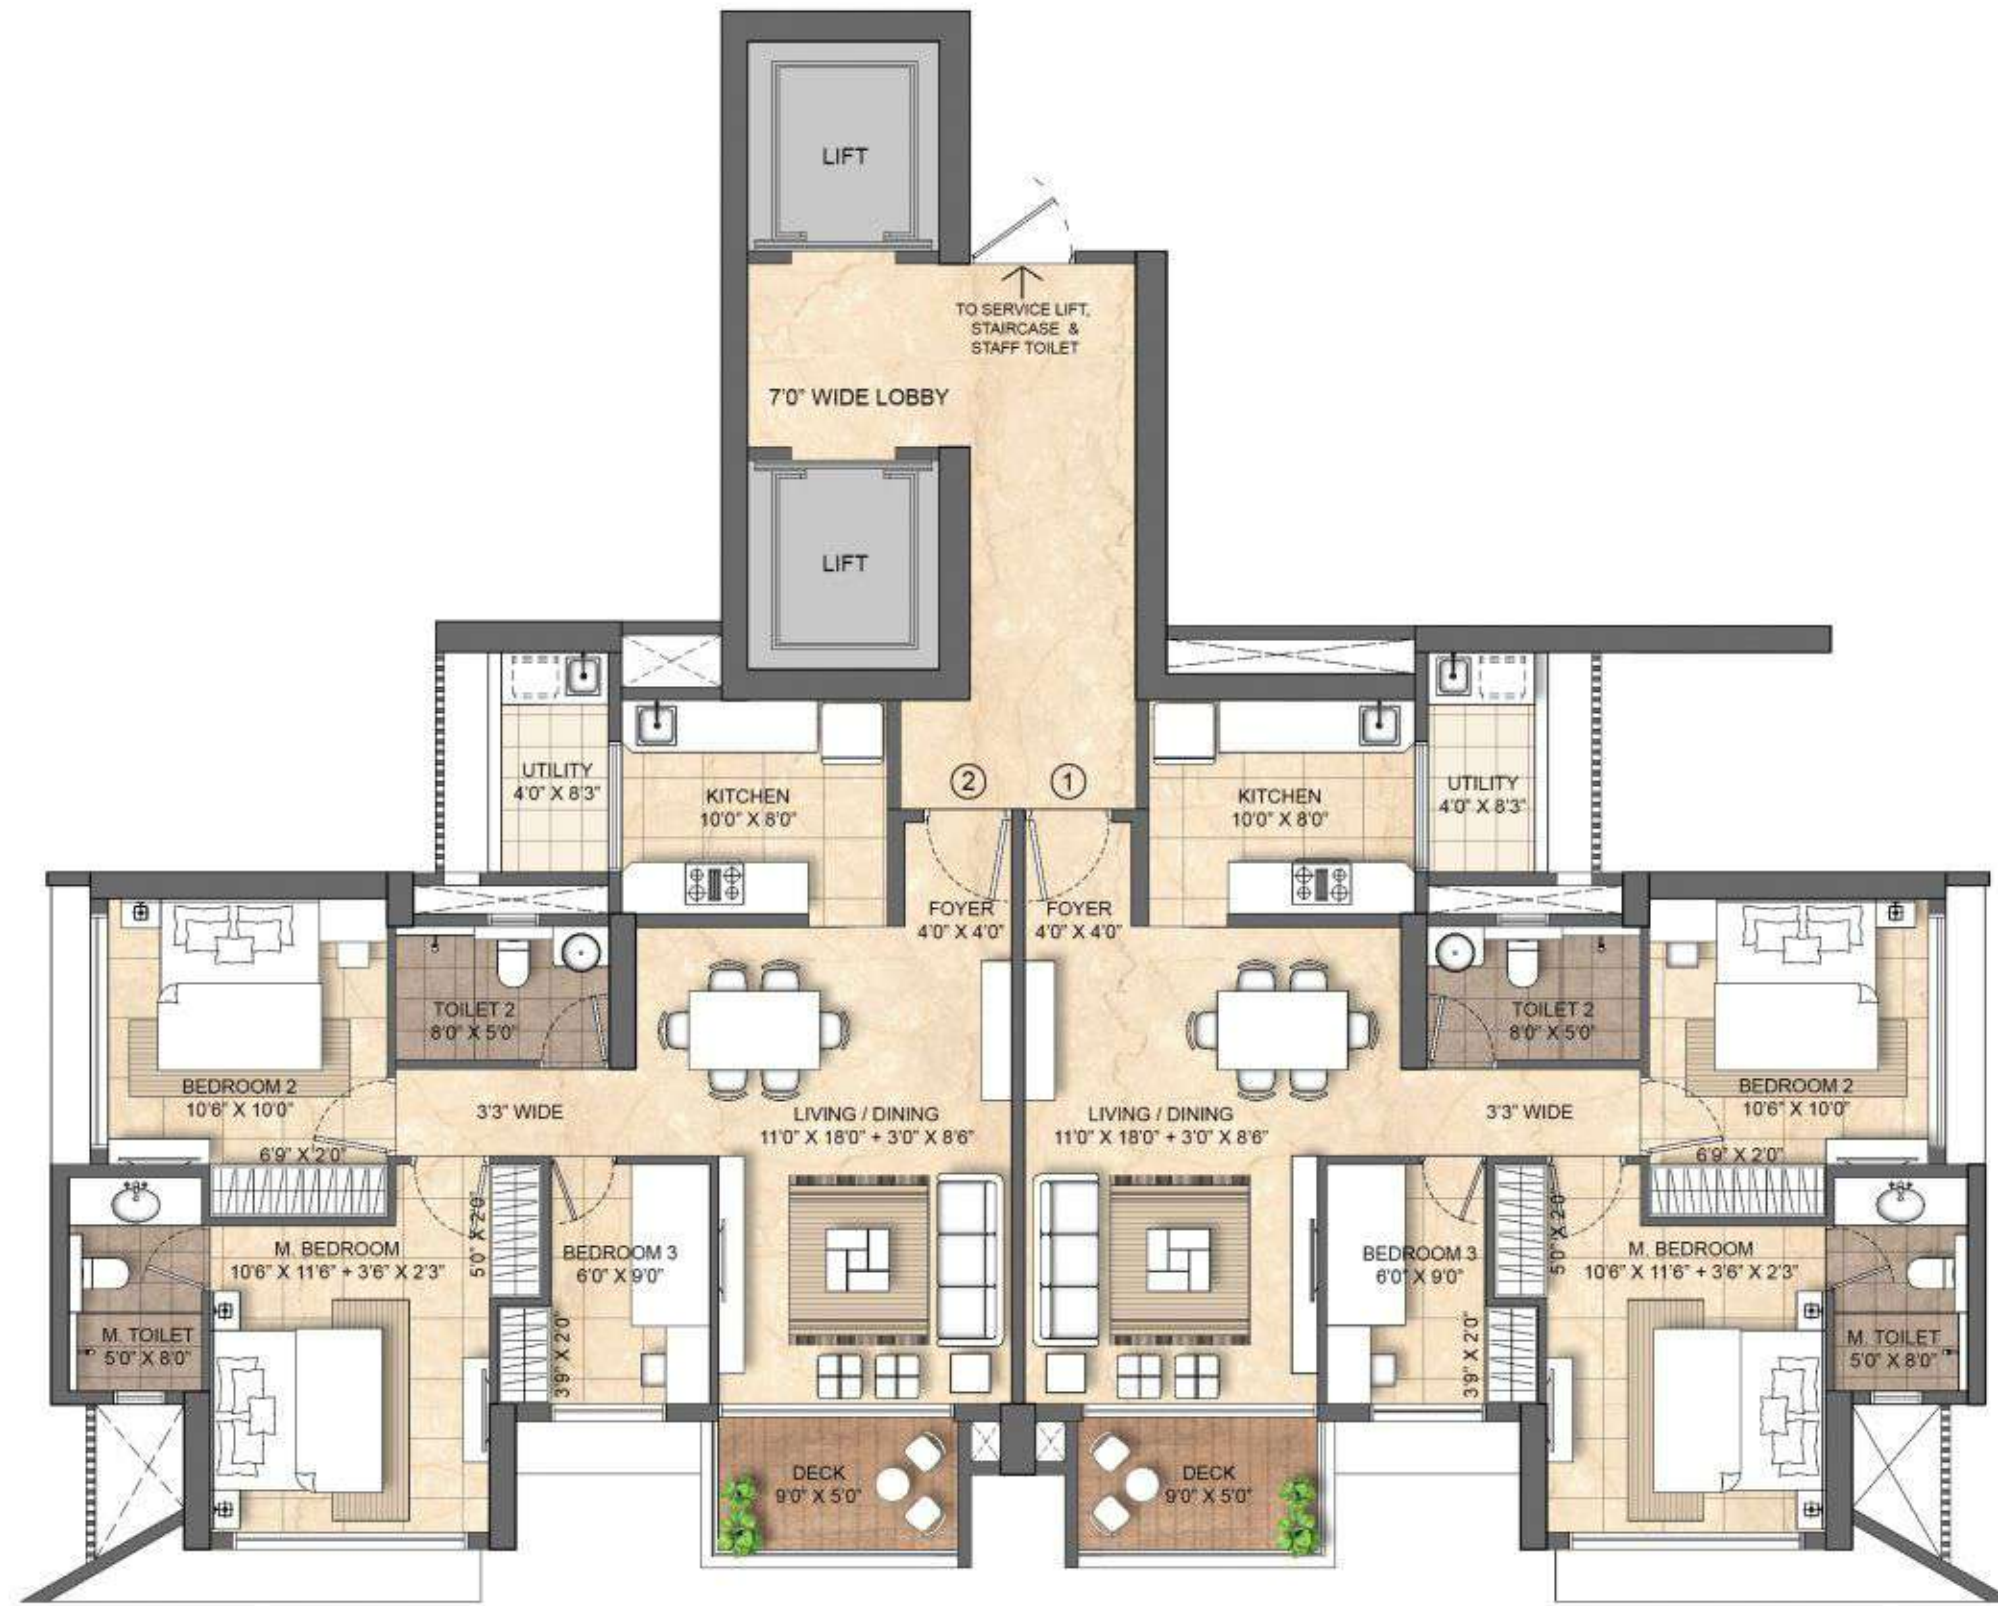 LIFT
TO SERVICE LIFT,
STAIRCASE &
STAFF TOILET
7'0" WIDE LOBBY
LIFT
2
1
UTILITY
4'0" X 8'3"
KITCHEN
10'0" X 8'0"
KITCHEN
10'0" X 8'0"
UTILITY
4'0" X 8'3"
FOYER
4'0" X 4'0"
FOYER
4'0" X 4'0"
TOILET 2
8'0" X 5'0"
TOILET 2
8'0" X 5'0"
BEDROOM 2
10'6" X 10'0"
3'3" WIDE
LIVING / DINING
11'0" X 18'0" + 3'0" X 8'6"
LIVING / DINING
11'0" X 18'0" + 3'0" X 8'6"
3'3" WIDE
BEDROOM 2
10'6" X 10'0"
6'9" X 2'0"
6'9" X 2'0"
M. BEDROOM
10'6" X 11'6" + 3'6" X 2'3"
5'0" X 2'0"
BEDROOM 3
6'0" X 9'0"
BEDROOM 3
6'0" X 9'0"
5'0" X 2'0"
M. BEDROOM
10'6" X 11'6" + 3'6" X 2'3"
M. TOILET
5'0" X 8'0"
3'9" X 2'0"
3'9" X 2'0"
M. TOILET
5'0" X 8'0"
DECK
9'0" X 5'0"
DECK
9'0" X 5'0"